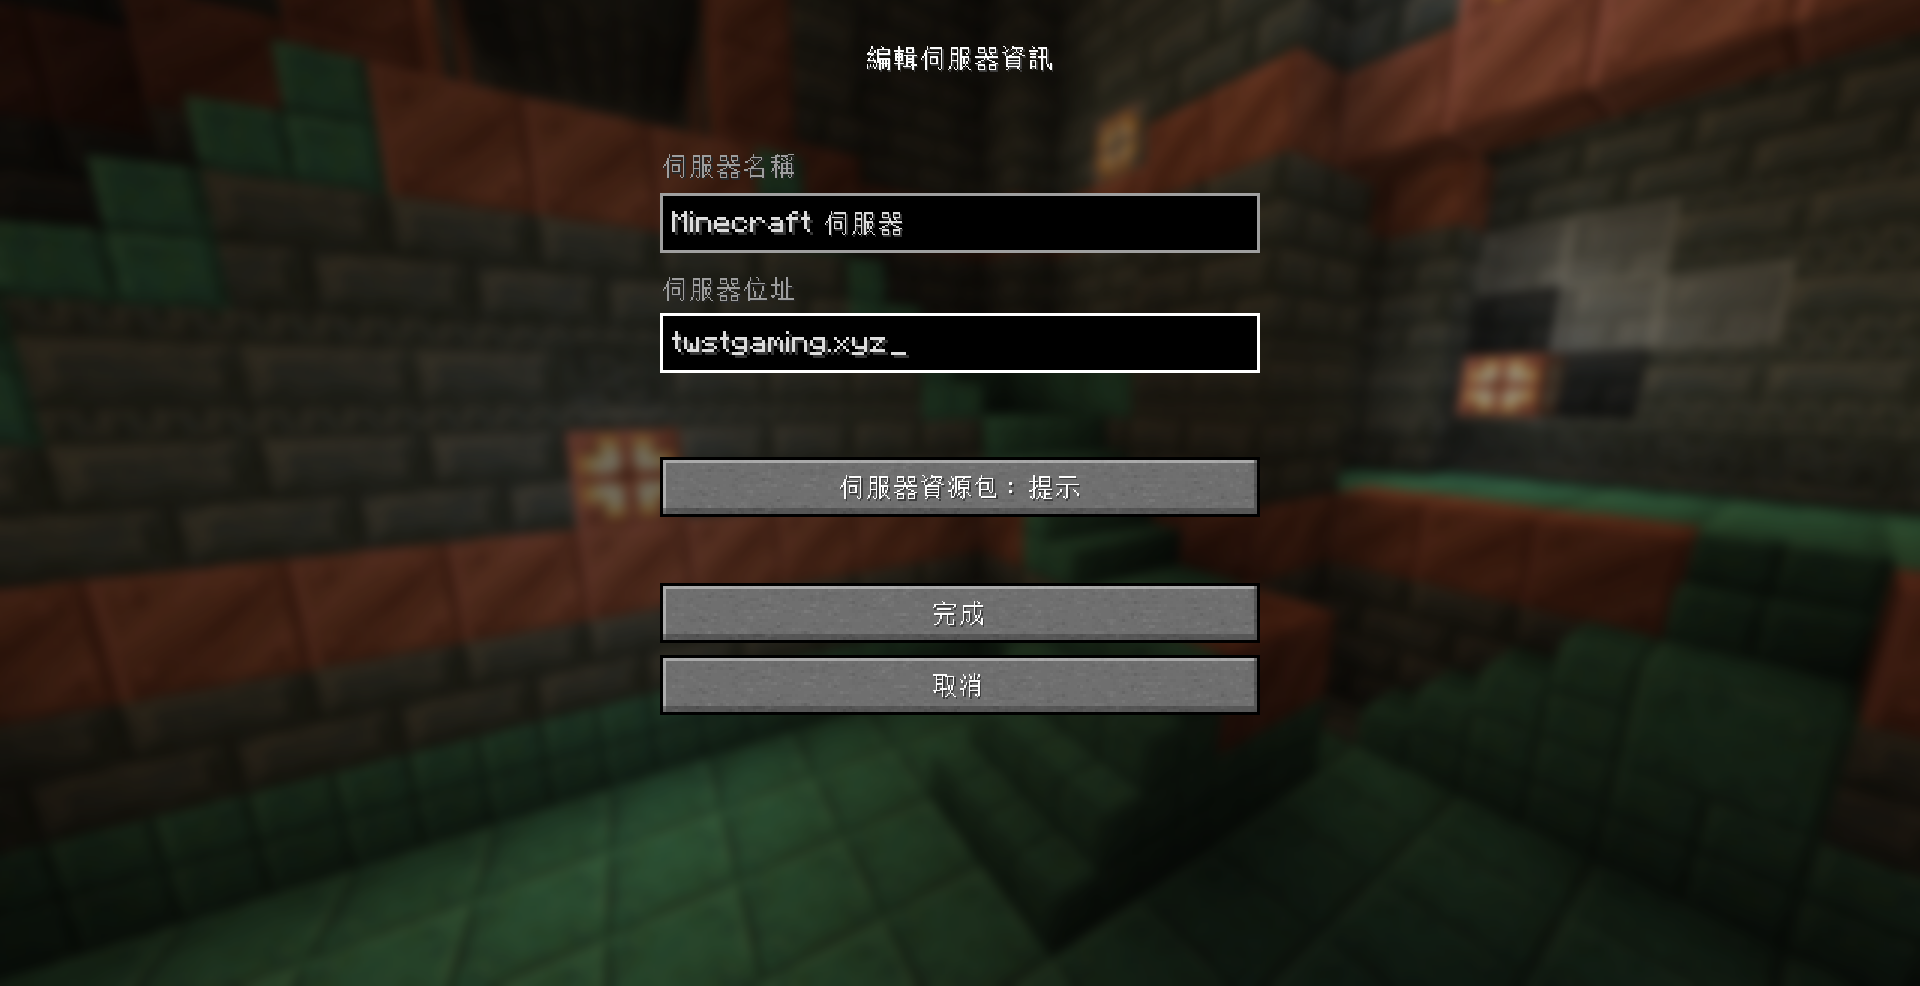 編輯伺服器資訊
伺服器名稱
Minecraft 伺服器
伺服器位址
twstgaming.xyz_
伺服器資源包：提示
完成
取消